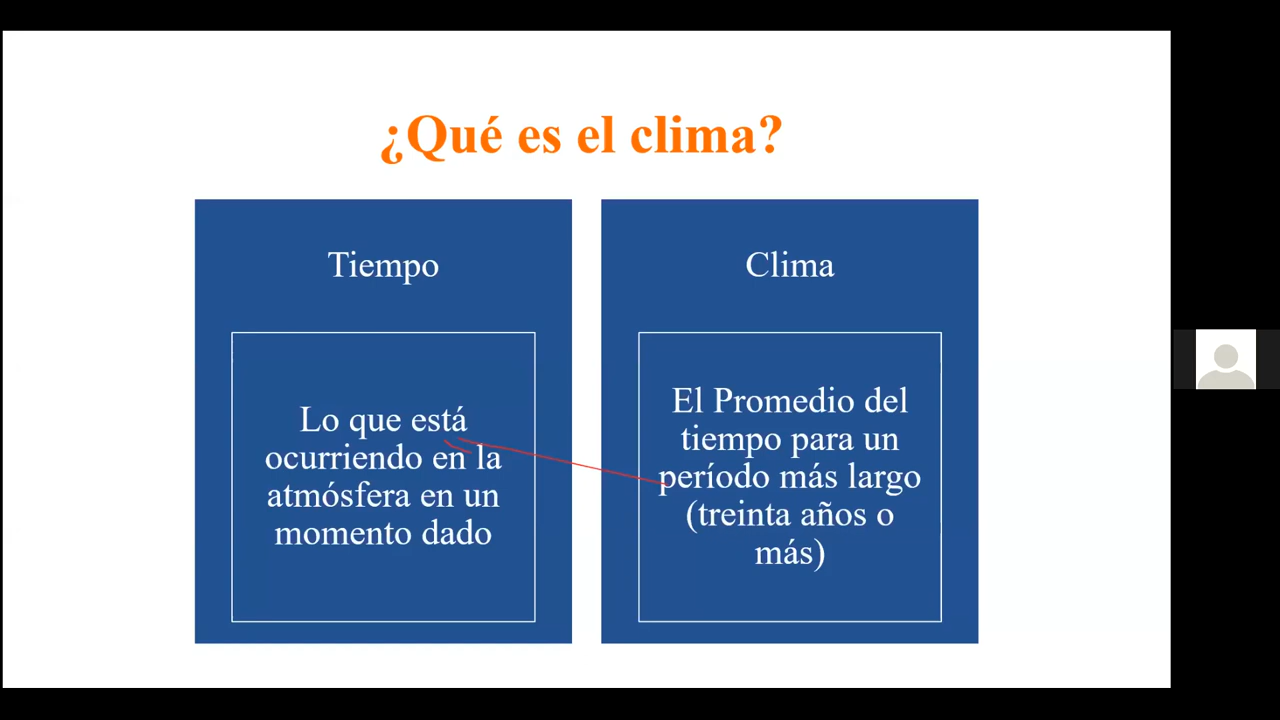 ¿Qué es el clima?
Tiempo
Lo que está
ocurriendo en la
atmósfera en un
momento dado
Clima
El Promedio del
tiempo para un
período más largo
(treinta años o
más)